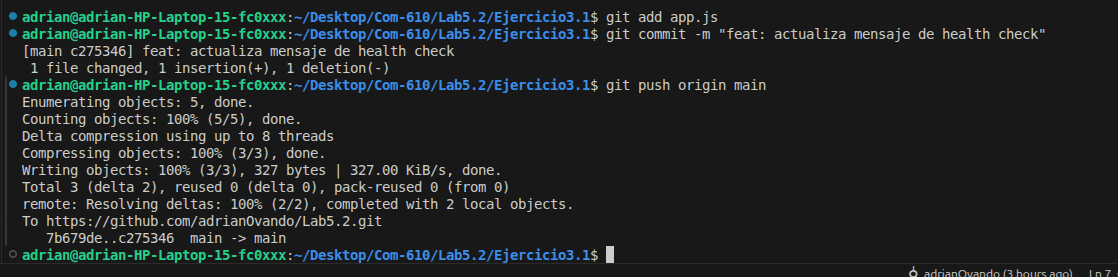 adrian@adrian-HP-Laptop-15-fc0xxx:~/Desktop/Com-610/Lab5.2/Ejercicio3.1$ git add app.js
adrian@adrian-HP-Laptop-15-fc0xxx:~/Desktop/Com-610/Lab5.2/Ejercicio3.1$ git commit -m "feat: actualiza mensaje de health check"
[main c275346] feat: actualiza mensaje de health check
 1 file changed, 1 insertion(+), 1 deletion(-)
adrian@adrian-HP-Laptop-15-fc0xxx:~/Desktop/Com-610/Lab5.2/Ejercicio3.1$ git push origin main
Enumerating objects: 5, done.
Counting objects: 100% (5/5), done.
Delta compression using up to 8 threads
Compressing objects: 100% (3/3), done.
Writing objects: 100% (3/3), 327 bytes | 327.00 KiB/s, done.
Total 3 (delta 2), reused 0 (delta 0), pack-reused 0 (from 0)
remote: Resolving deltas: 100% (2/2), completed with 2 local objects.
To https://github.com/adrianOvando/Lab5.2.git
   7b679de..c275346  main -> main
adrian@adrian-HP-Laptop-15-fc0xxx:~/Desktop/Com-610/Lab5.2/Ejercicio3.1$
adrianOvando (3 hours ago) Ln 7